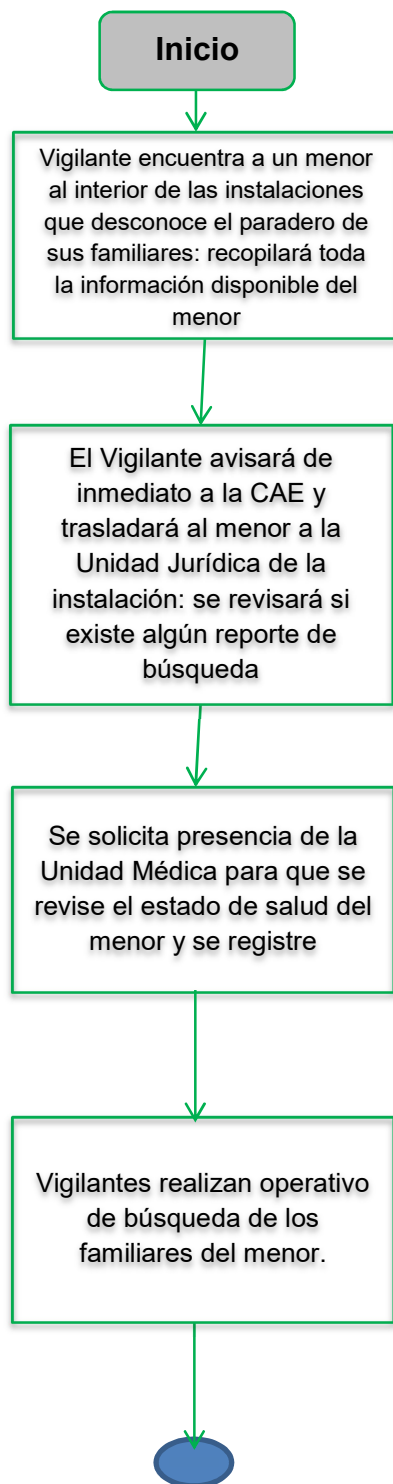 Inicio
Vigilante encuentra a un menor
al interior de las instalaciones
que desconoce el paradero de
sus familiares: recopilará toda
la información disponible del
menor
El Vigilante avisará de
inmediato a la CAE y
trasladará al menor a la
Unidad Jurídica de la
instalación: se revisará si
existe algún reporte de
búsqueda
Se solicita presencia de la
Unidad Médica para que se
revise el estado de salud del
menor y se registre
Vigilantes realizan operativo
de búsqueda de los
familiares del menor.